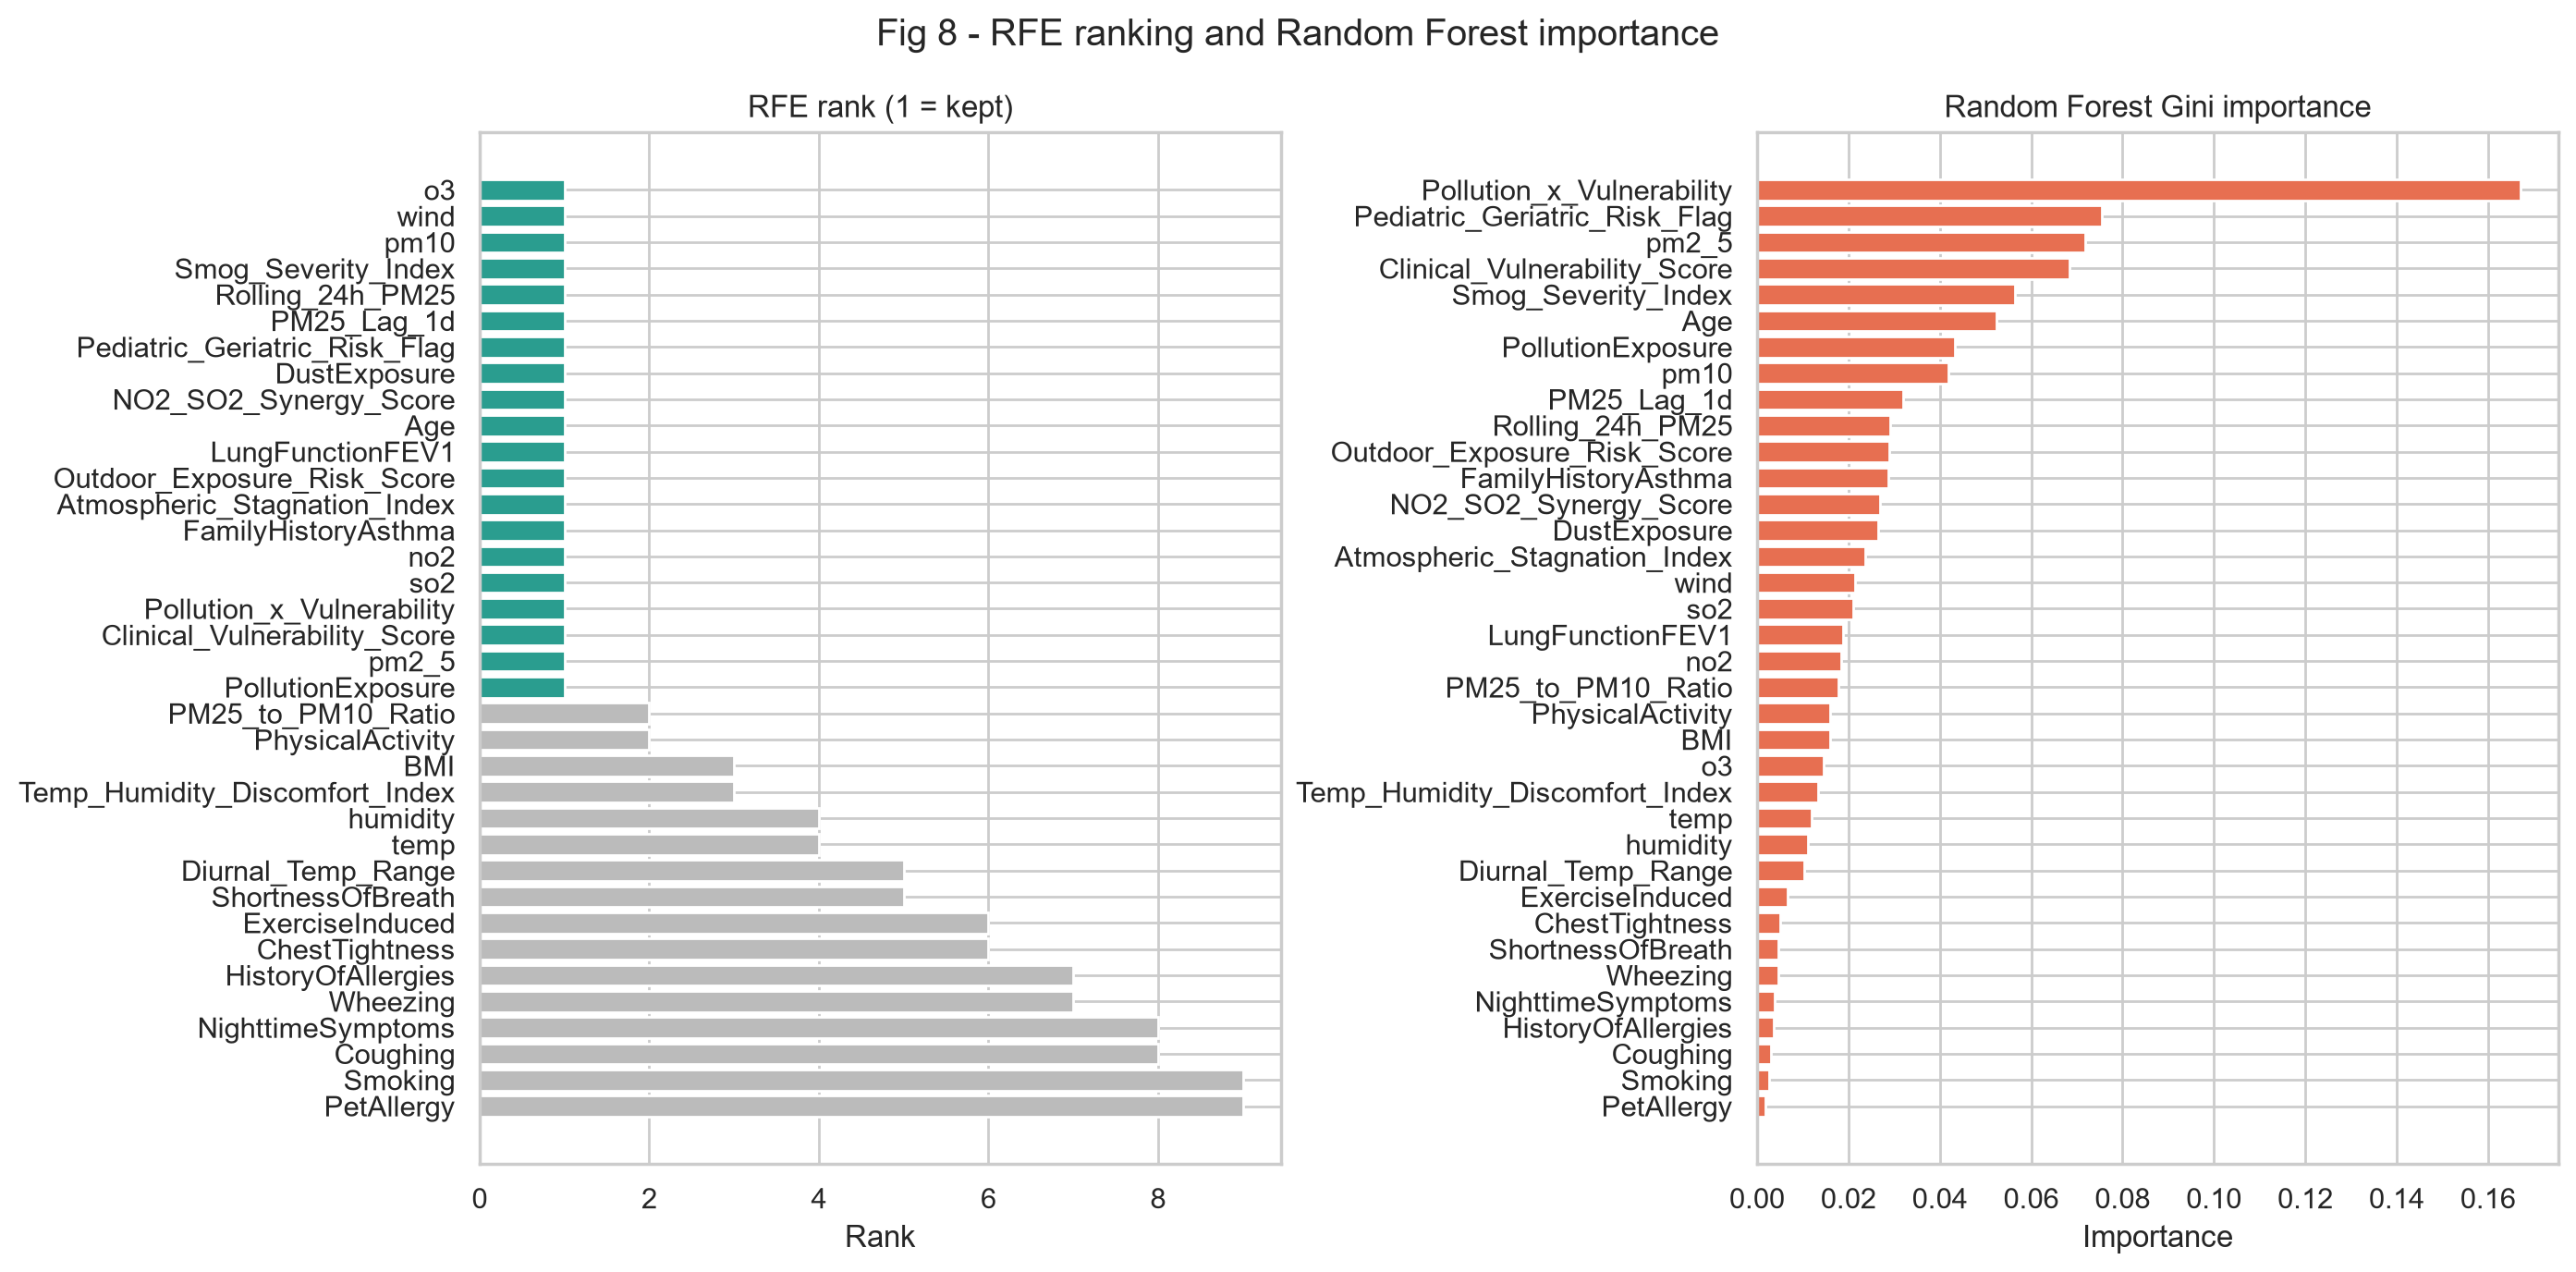 Fig 8 - RFE ranking and Random Forest importance
RFE rank (1 = kept)
o3
wind
pm10
Smog_Severity_Index
Rolling_24h_PM25
PM25_Lag_1d
Pediatric_Geriatric_Risk_Flag
DustExposure
NO2_SO2_Synergy_Score
Age
LungFunctionFEV1
Outdoor_Exposure_Risk_Score
Atmospheric_Stagnation_Index
FamilyHistoryAsthma
no2
so2
Pollution_x_Vulnerability
Clinical_Vulnerability_Score
pm2_5
PollutionExposure
PM25_to_PM10_Ratio
PhysicalActivity
BMI
Temp_Humidity_Discomfort_Index
humidity
temp
Diurnal_Temp_Range
ShortnessOfBreath
ExerciseInduced
ChestTightness
HistoryOfAllergies
Wheezing
NighttimeSymptoms
Coughing
Smoking
PetAllergy
0 2 4 6 8
Rank
Random Forest Gini importance
Pollution_x_Vulnerability
Pediatric_Geriatric_Risk_Flag
pm2_5
Clinical_Vulnerability_Score
Smog_Severity_Index
Age
PollutionExposure
pm10
PM25_Lag_1d
Rolling_24h_PM25
Outdoor_Exposure_Risk_Score
FamilyHistoryAsthma
NO2_SO2_Synergy_Score
DustExposure
Atmospheric_Stagnation_Index
wind
so2
LungFunctionFEV1
no2
PM25_to_PM10_Ratio
PhysicalActivity
BMI
o3
Temp_Humidity_Discomfort_Index
temp
humidity
Diurnal_Temp_Range
ExerciseInduced
ChestTightness
ShortnessOfBreath
Wheezing
NighttimeSymptoms
HistoryOfAllergies
Coughing
Smoking
PetAllergy
0.00 0.02 0.04 0.06 0.08 0.10 0.12 0.14 0.16
Importance